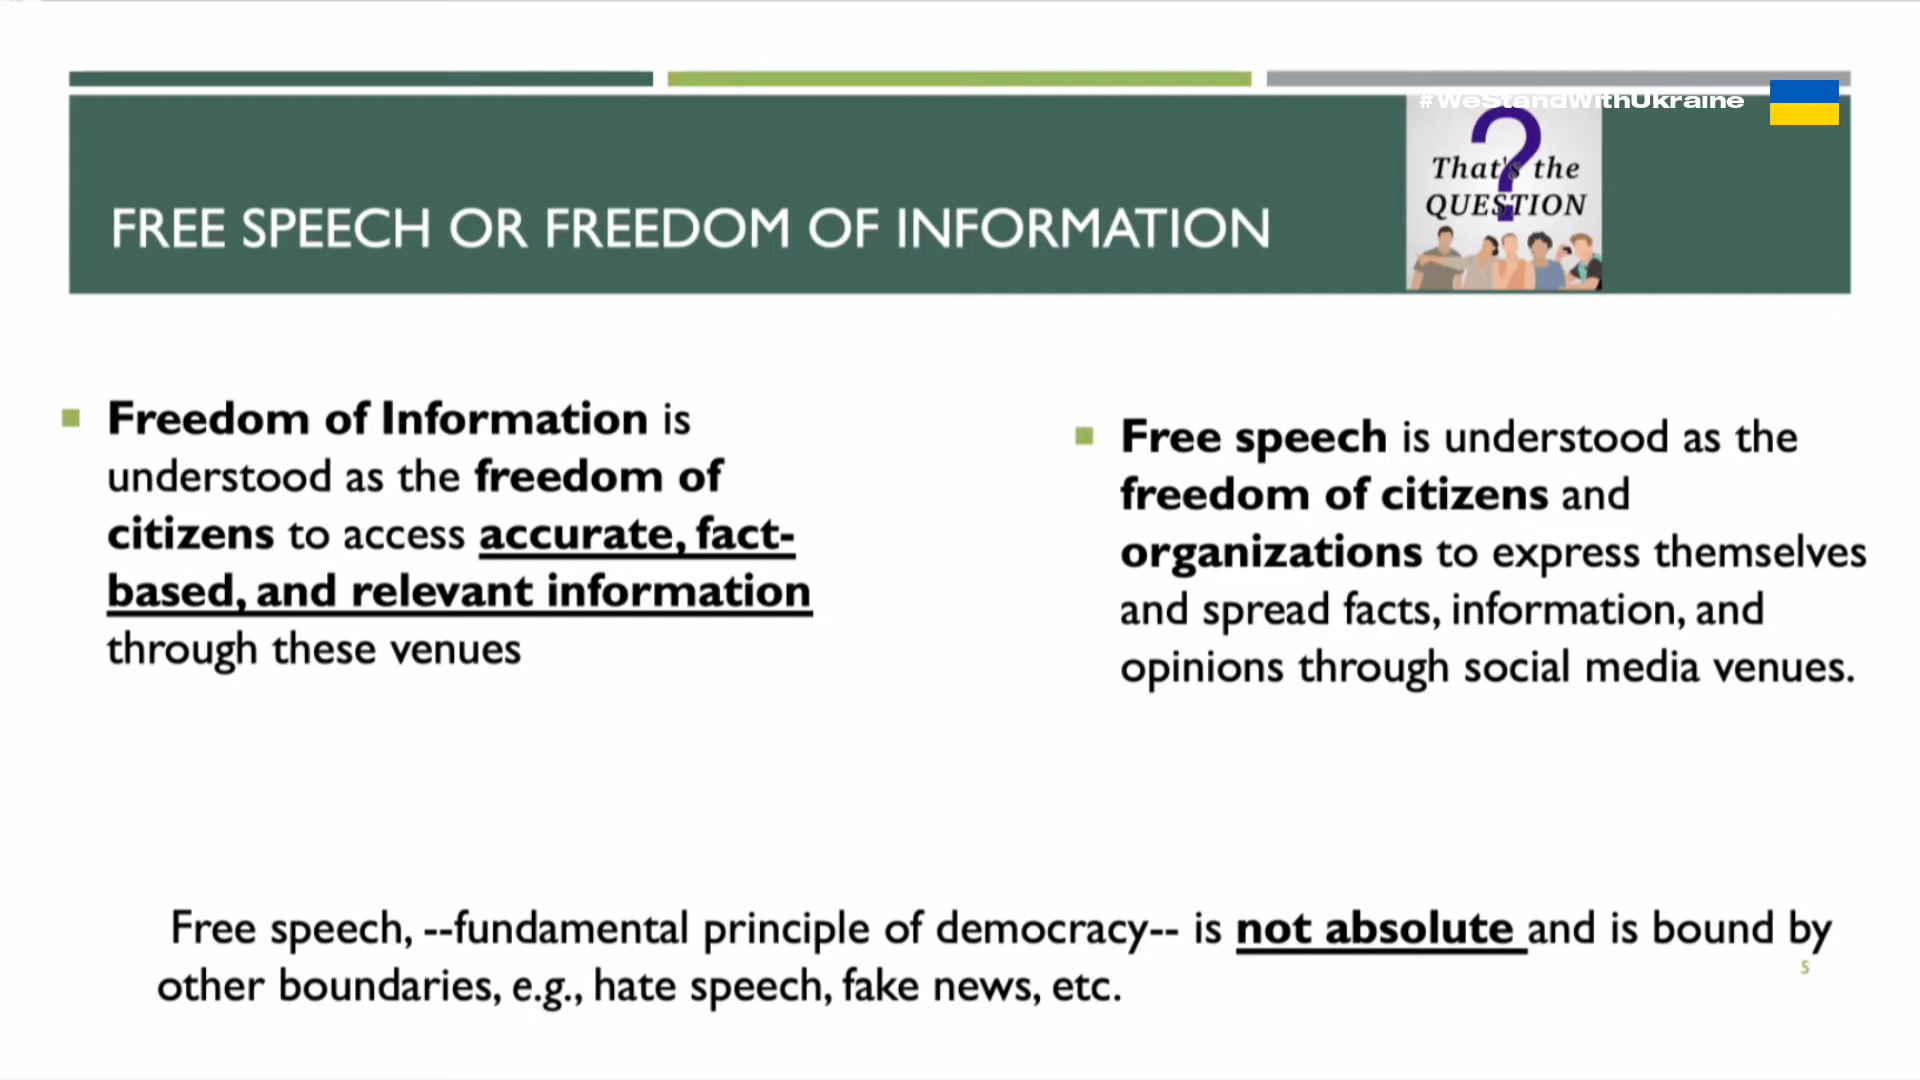 #WeStandWithUkraine
FREE SPEECH OR FREEDOM OF INFORMATION
?
That's the
QUESTION
Freedom of Information is
understood as the freedom of
citizens to access accurate, fact-
based, and relevant information
through these venues
Free speech is understood as the
freedom of citizens and
organizations to express themselves
and spread facts, information, and
opinions through social media venues.
Free speech, --fundamental principle of democracy-- is not absolute and is bound by
other boundaries, e.g., hate speech, fake news, etc.
5